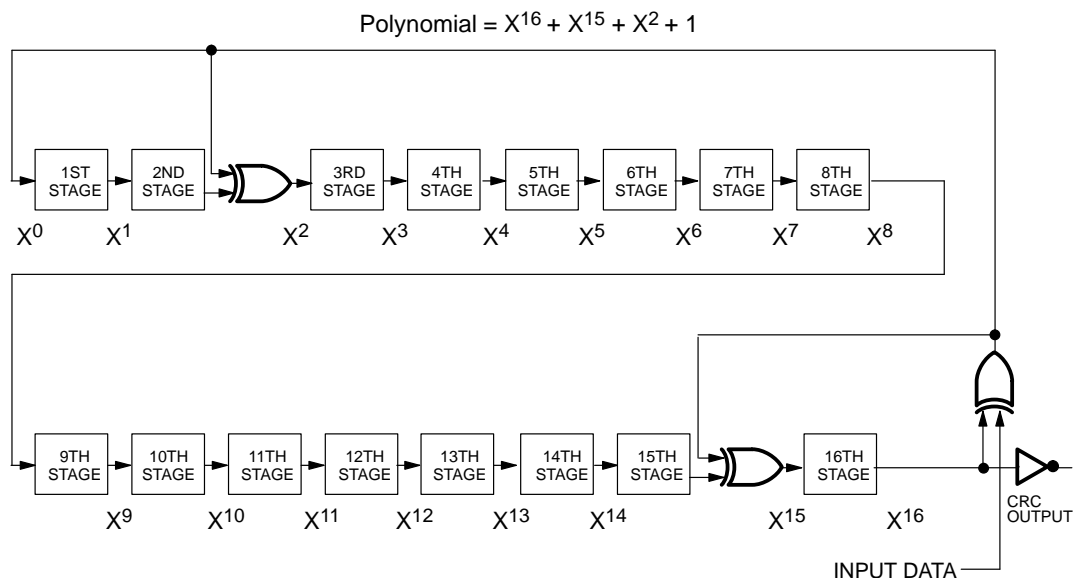 Polynomial = X16 + X15 + X2 + 1
1ST
STAGE
2ND
STAGE
3RD
STAGE
4TH
STAGE
5TH
STAGE
6TH
STAGE
7TH
STAGE
8TH
STAGE
X0
X1
X2
X3
X4
X5
X6
X7
X8
9TH
STAGE
10TH
STAGE
11TH
STAGE
12TH
STAGE
13TH
STAGE
14TH
STAGE
15TH
STAGE
16TH
STAGE
X9
X10
X11
X12
X13
X14
X15
X16
CRC
OUTPUT
INPUT DATA